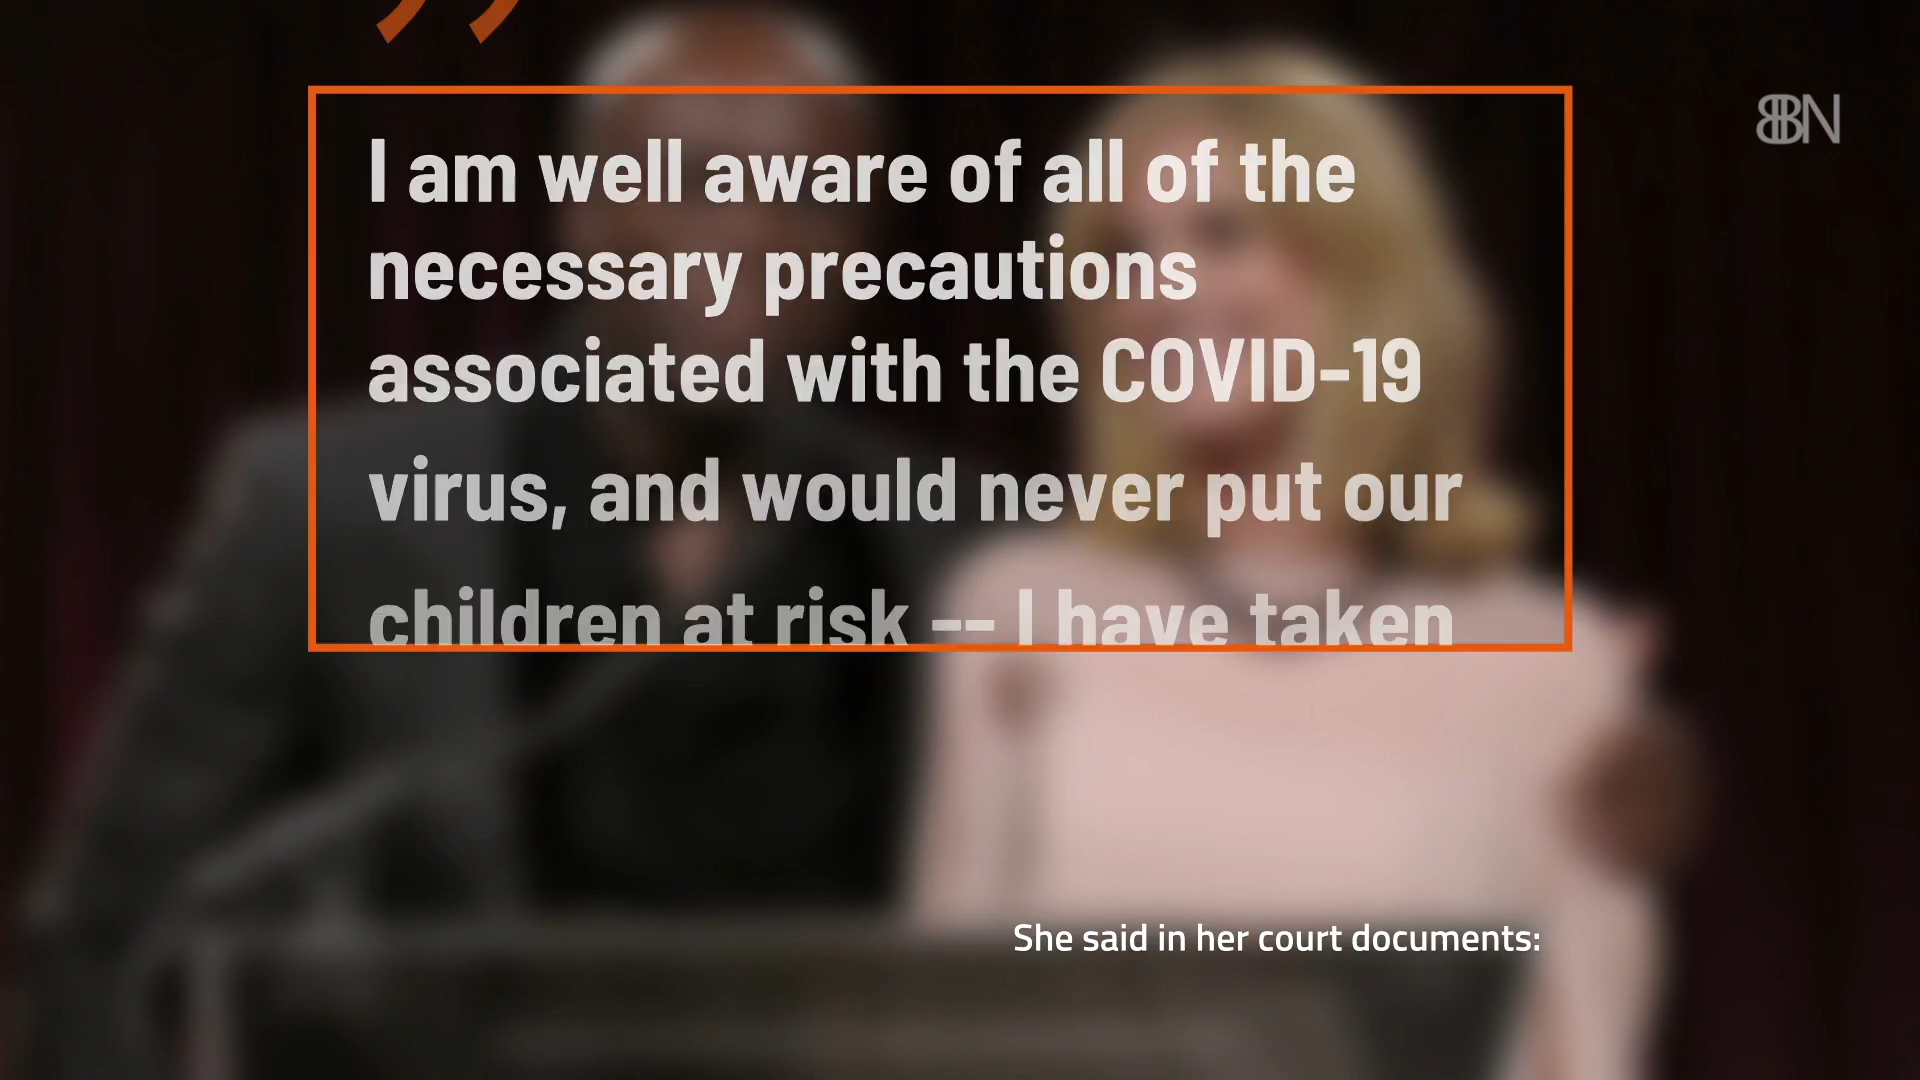 ”
I am well aware of all of the
necessary precautions
associated with the COVID-19
virus, and would never put our
children at risk -- I have taken
She said in her court documents:
BBN